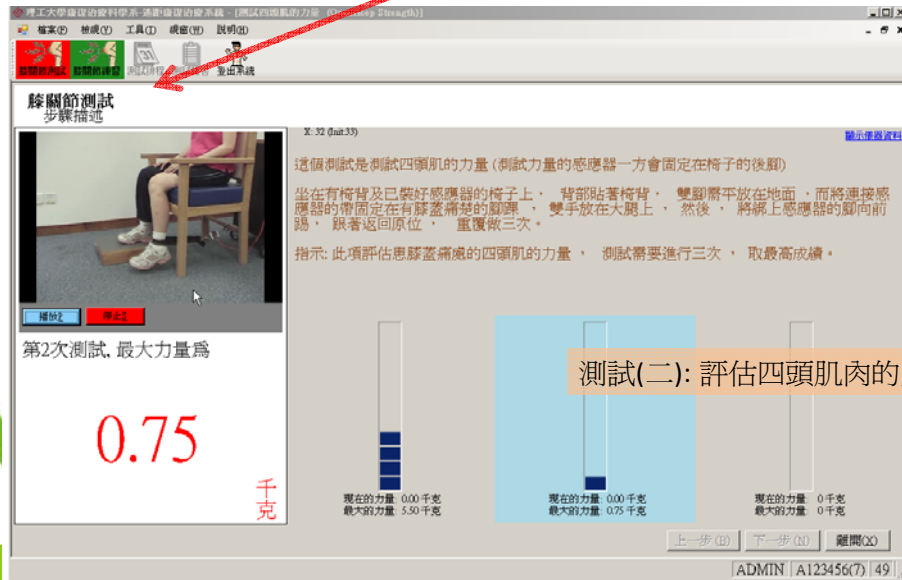 理工大學復康治療科學系-遙距復康治療系統 - [測試四頭肌的力量 (Quadricep Strength)]
檔案(F) 檢視(V) 工具(T) 視窗(W) 說明(H)
膝關節測試 膝關節練習 登出系統
膝關節測試
步驟描述
X: 32 (Init:33)
顯示儀器資料
這個測試是測試四頭肌的力量 (測試力量的感應器一方會固定在椅子的後腳)
坐在有椅背及已裝好感應器的椅子上， 背部貼著椅背， 雙腳需平放在地面 ，而將連接感
應器的帶固定在有膝蓋痛楚的腳踝 ， 雙手放在大腿上 ， 然後 ， 將綁上感應器的腳向前
踢， 跟著返回原位 ， 重覆做三次。
指示: 此項評估患膝蓋痛處的四頭肌的力量 ， 測試需要進行三次 ， 取最高成績。
播放P 停止S
第2次測試, 最大力量爲
0.75
千克
測試(二): 評估四頭肌肉的
現在的力量: 0.00 千克
最大的力量: 5.50 千克
現在的力量: 0.00 千克
最大的力量: 0.75 千克
現在的力量: 0 千克
最大的力量: 0 千克
上一步(B) 下一步(N) 離開(X)
ADMIN A123456(7) 49